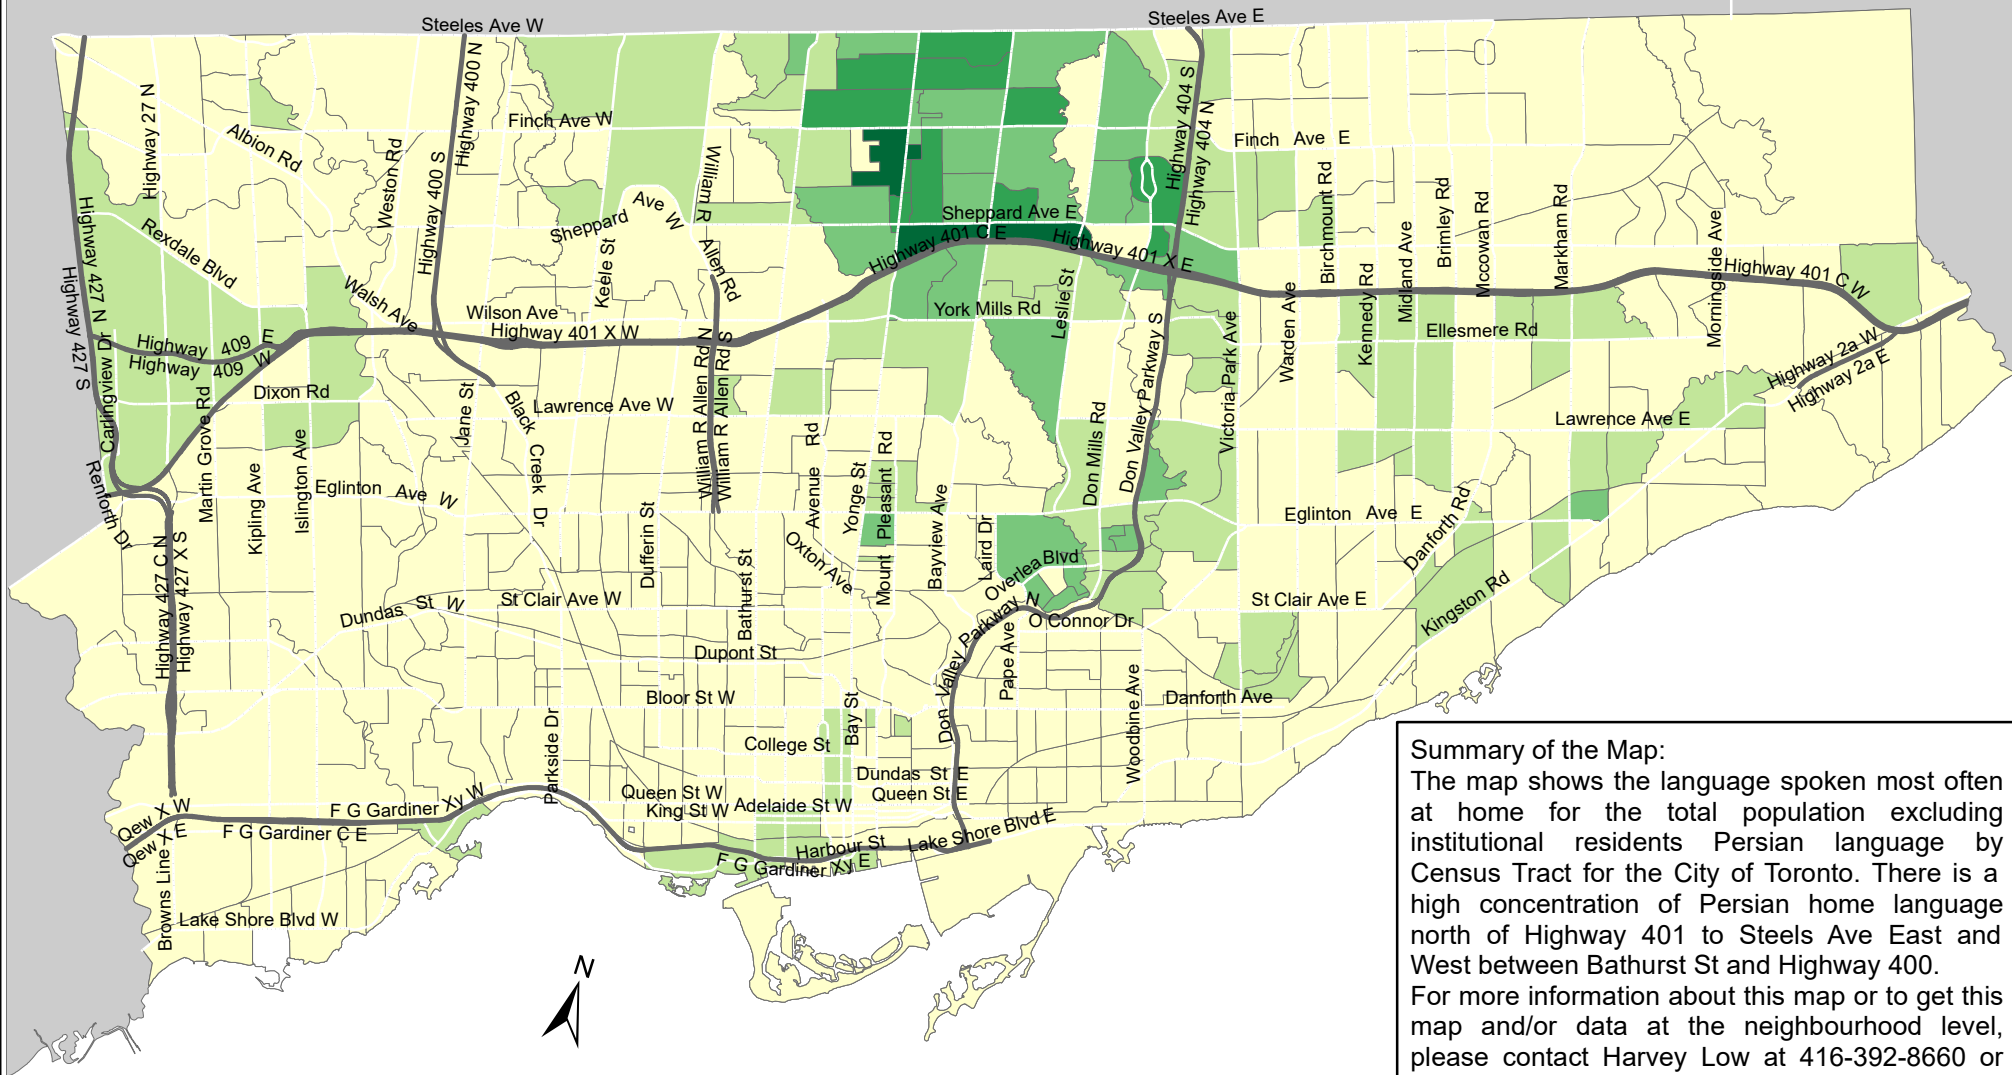 Steeles Ave W
Steeles Ave E
Highway 27 N
Albion Rd
Weston Rd
Highway 400 N
Highway 400 S
Finch Ave W
William R
Allen Rd
Highway 404 S
Highway 404 N
Finch Ave E
Birchmount Rd
Midland Ave
Brimley Rd
Mccowan Rd
Markham Rd
Morningside Ave
Highway 427 N
Highway 427 S
Rexdale Blvd
Sheppard Ave W
Keele St
Sheppard Ave E
Highway 401 C E
Highway 401 X E
Highway 401 C W
Walsh Ave
Wilson Ave
Highway 401 X W
York Mills Rd
Leslie St
Kennedy Rd
Warden Ave
Ellesmere Rd
Highway 409 E
Highway 409 W
Carlingview Dr
Dixon Rd
Martin Grove Rd
Jane St
Black Creek Dr
Lawrence Ave W
William R Allen Rd N
William R Allen Rd S
Don Mills Rd
Don Valley Parkway S
Victoria Park Ave
Highway 2a W
Highway 2a E
Lawrence Ave E
Renforth Dr
Kipling Ave
Islington Ave
Eglinton Ave W
Dufferin St
Bathurst St
Avenue Rd
Oxton Ave
Yonge St
Mount Pleasant Rd
Bayview Ave
Laird Dr
Overlea Blvd
Eglinton Ave E
Danforth Rd
Kingston Rd
Highway 427 C N
Highway 427 X S
Dundas St W
St Clair Ave W
St Clair Ave E
Dupont St
Don Valley Parkway N
O Connor Dr
Pape Ave
Bloor St W
Bay St
Danforth Ave
Woodbine Ave
Parkside Dr
College St
Dundas St E
Queen St E
Queen St W
King St W
Adelaide St W
Qew X W
Qew X E
F G Gardiner Xy W
F G Gardiner C E
Harbour St
Lake Shore Blvd E
F G Gardiner Xy E
Browns Line
Lake Shore Blvd W
N
Summary of the Map:
The map shows the language spoken most often
at home for the total population excluding
institutional residents Persian language by
Census Tract for the City of Toronto. There is a
high concentration of Persian home language
north of Highway 401 to Steels Ave East and
West between Bathurst St and Highway 400.
For more information about this map or to get this
map and/or data at the neighbourhood level,
please contact Harvey Low at 416-392-8660 or